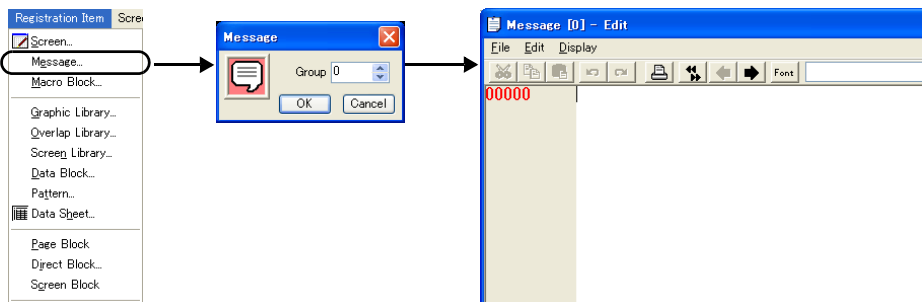 Registration Item
Screen...
Message...
Macro Block...
Graphic Library...
Overlap Library...
Screen Library...
Data Block...
Pattern...
Data Sheet...
Page Block
Direct Block...
Screen Block
Message
Group 0
OK Cancel
Message [0] - Edit
File Edit Display
Font
00000